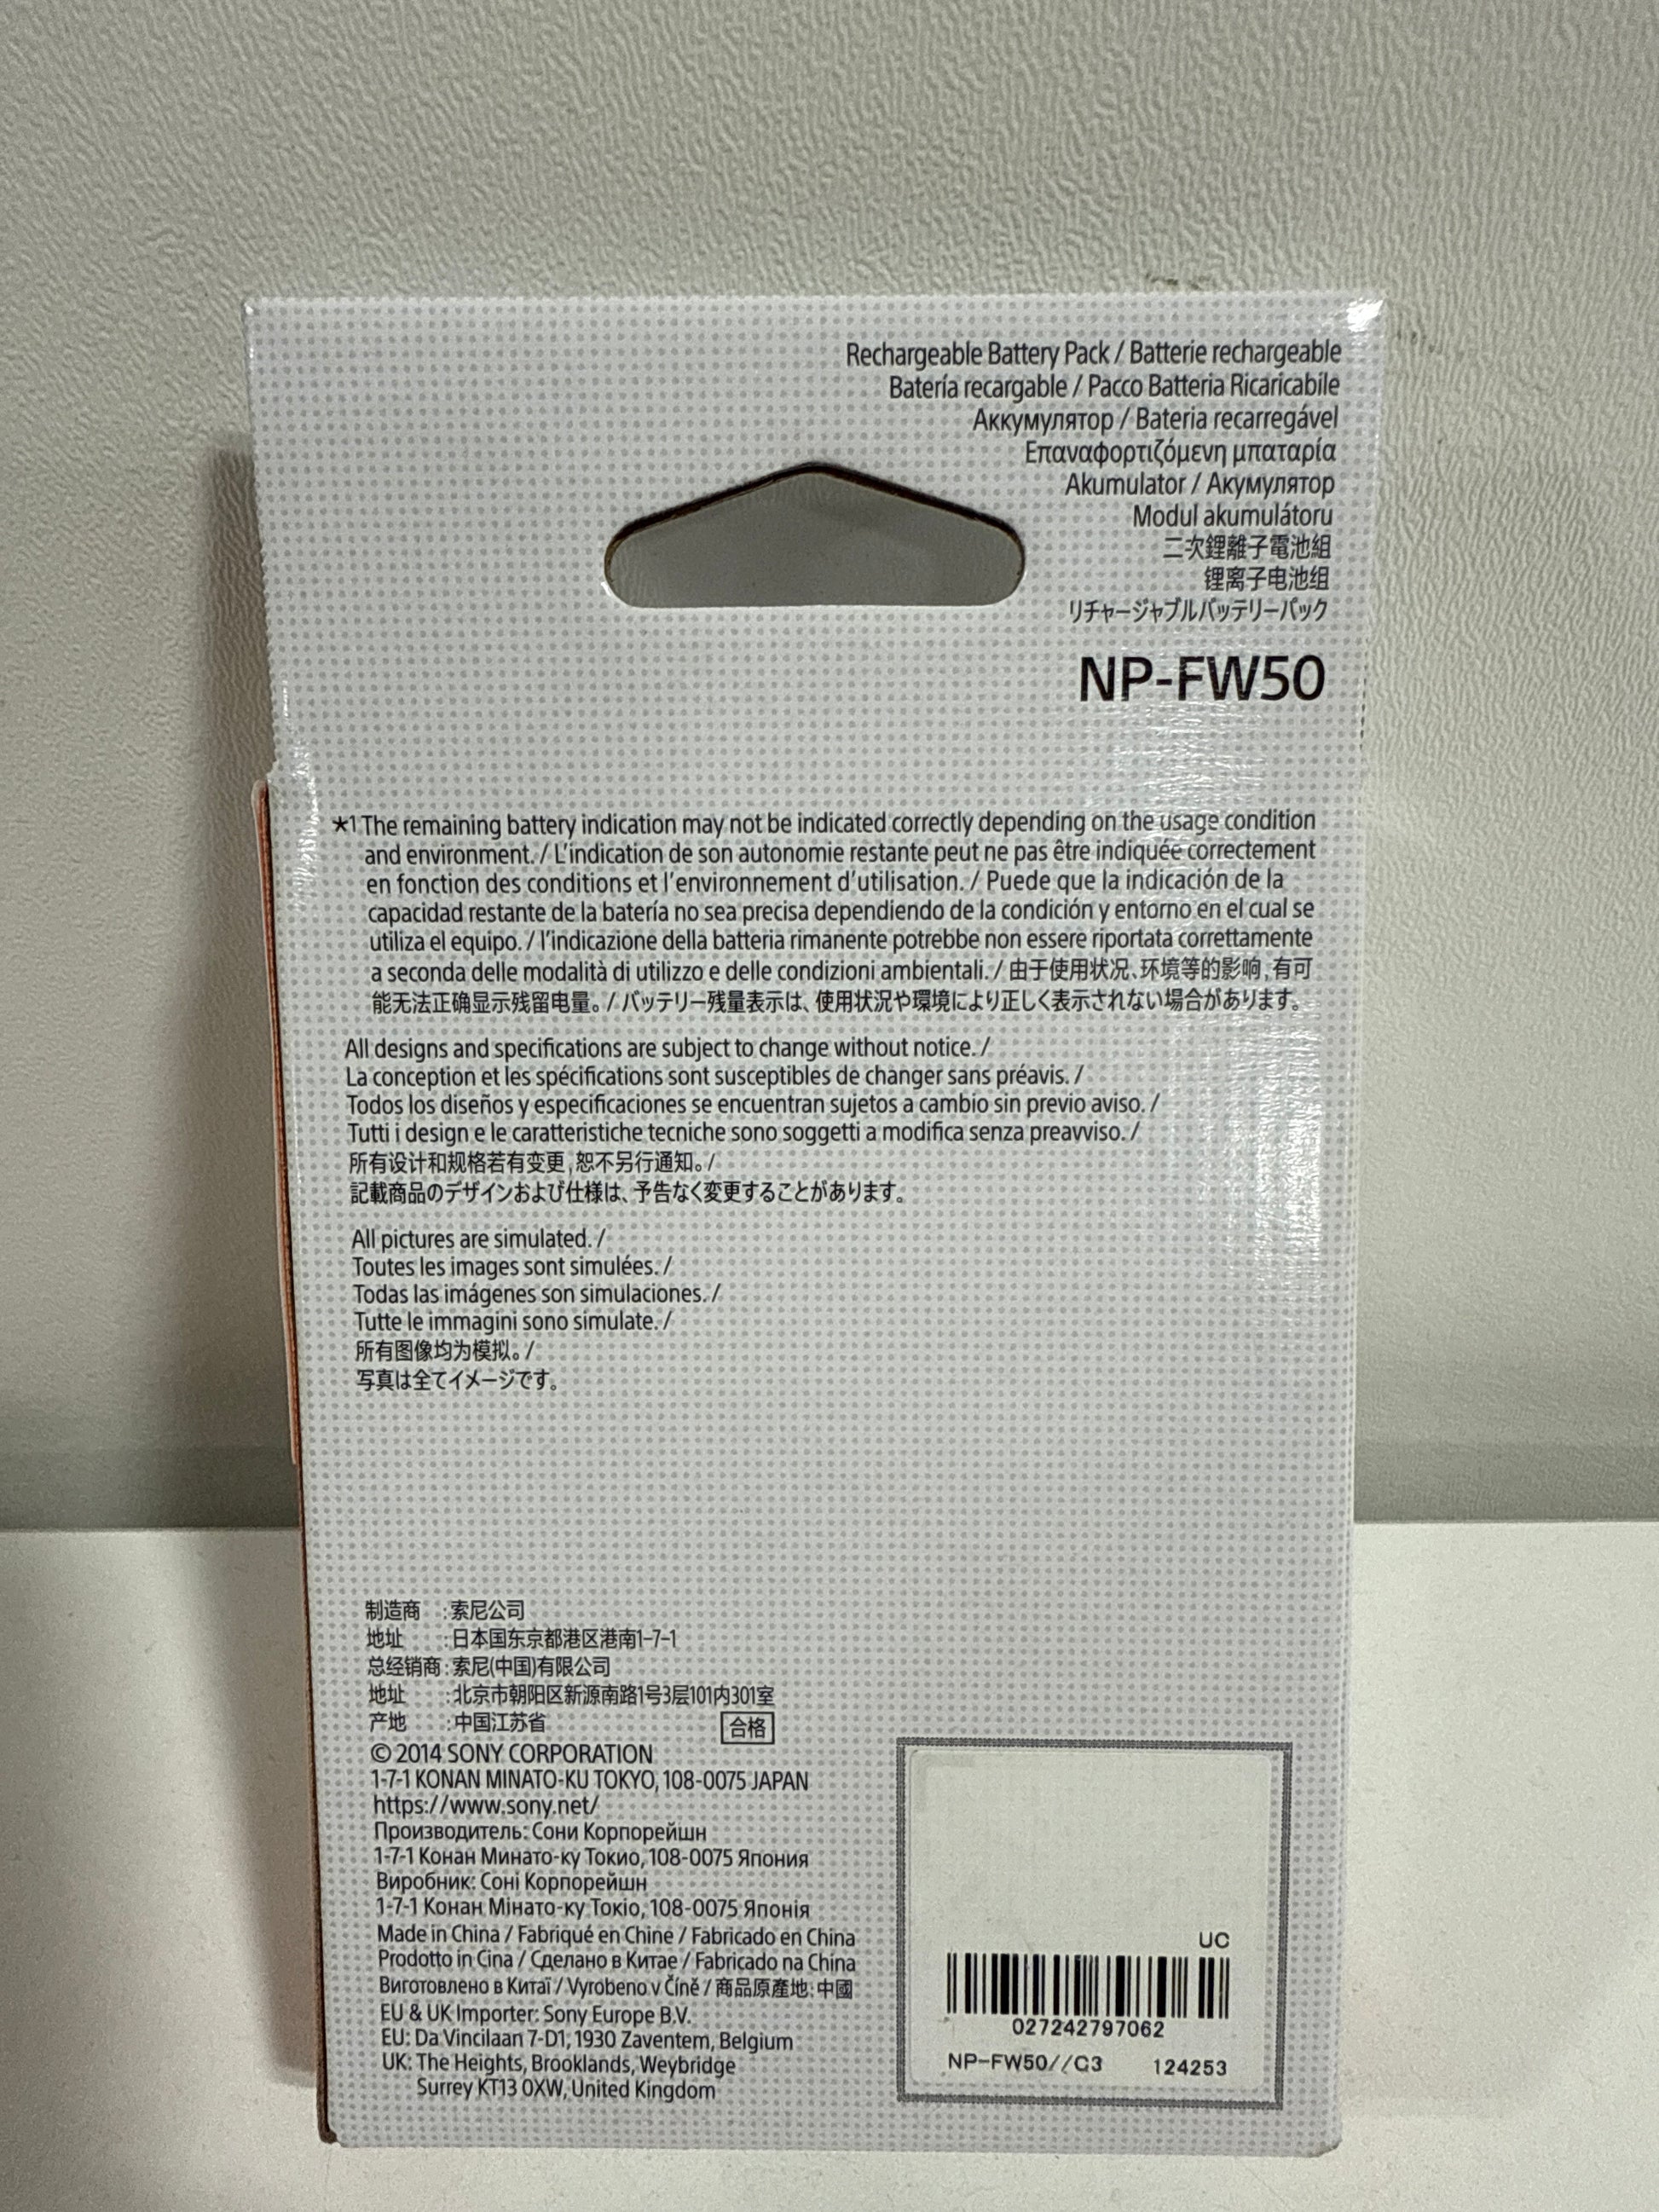 Rechargeable Battery Pack / Batterie rechargeable
Batería recargable / Pacco Batteria Ricaricabile
Аккумулятор / Bateria recarregável
Επαναφορτιζόμενη μπαταρία
Akumulator / Акумулятор
Modul akumulátoru
二次鋰離子電池組
锂离子电池组
リチャージャブルバッテリーパック
NP-FW50
*1 The remaining battery indication may not be indicated correctly depending on the usage condition
and environment. / L'indication de son autonomie restante peut ne pas être indiquée correctement
en fonction des conditions et l'environnement d'utilisation. / Puede que la indicación de la
capacidad restante de la batería no sea precisa dependiendo de la condición y entorno en el cual se
utiliza el equipo. / l'indicazione della batteria rimanente potrebbe non essere riportata correttamente
a seconda delle modalità di utilizzo e delle condizioni ambientali. / 由于使用状况、环境等的影响,有可
能无法正确显示残留电量。/ バッテリー残量表示は、使用状況や環境により正しく表示されない場合があります。
All designs and specifications are subject to change without notice. /
La conception et les spécifications sont susceptibles de changer sans préavis. /
Todos los diseños y especificaciones se encuentran sujetos a cambio sin previo aviso. /
Tutti i design e le caratteristiche tecniche sono soggetti a modifica senza preavviso. /
所有设计和规格若有变更,恕不另行通知。/
記載商品のデザインおよび仕様は、予告なく変更することがあります。
All pictures are simulated. /
Toutes les images sont simulées. /
Todas las imágenes son simulaciones. /
Tutte le immagini sono simulate. /
所有图像均为模拟。/
写真は全てイメージです。
制造商 :索尼公司
地址 :日本国东京都港区港南1-7-1
总经销商:索尼(中国)有限公司
地址 :北京市朝阳区新源南路1号3层101内301室
产地 :中国江苏省
合格
© 2014 SONY CORPORATION
1-7-1 KONAN MINATO-KU TOKYO, 108-0075 JAPAN
https://www.sony.net/
Производитель: Сони Корпорейшн
1-7-1 Конан Минато-ку Токио, 108-0075 Япония
Виробник: Соні Корпорейшн
1-7-1 Конан Мінато-ку Токіо, 108-0075 Японія
Made in China / Fabriqué en Chine / Fabricado en China
Prodotto in Cina / Сделано в Китае / Fabricado na China
Виготовлено в Китаї / Vyrobeno v Číně / 商品原產地:中國
EU & UK Importer: Sony Europe B.V.
EU: Da Vincilaan 7-D1, 1930 Zaventem, Belgium
UK: The Heights, Brooklands, Weybridge
Surrey KT13 0XW, United Kingdom
UC
027242797062
NP-FW50//C3 124253